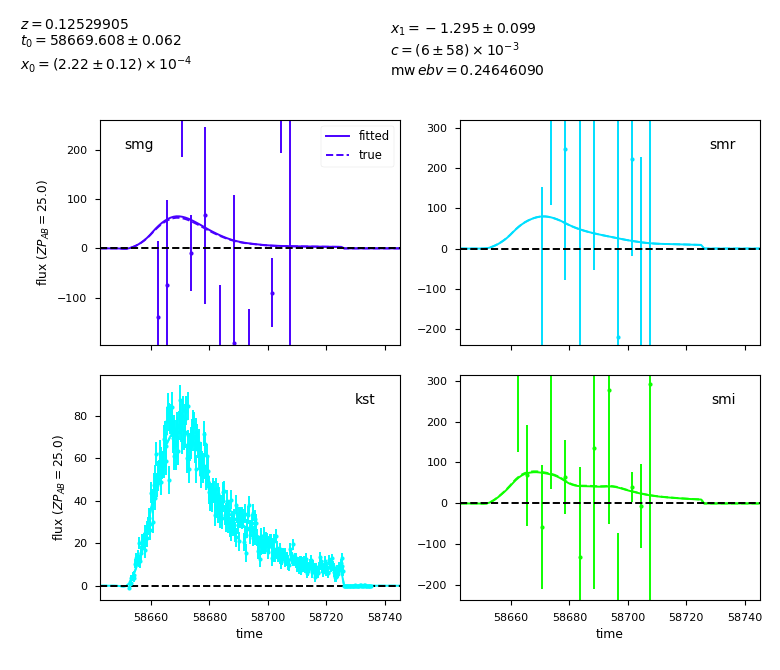 z = 0.12529905
t₀ = 58669.608 ± 0.062
x₀ = (2.22 ± 0.12) × 10⁻⁴
x₁ = −1.295 ± 0.099
c = (6 ± 58) × 10⁻³
mw ebv = 0.24646090
smg
fitted
true
200
100
0
−100
flux (ZP_AB = 25.0)
smr
300
200
100
0
−100
−200
kst
80
60
40
20
0
flux (ZP_AB = 25.0)
58660 58680 58700 58720 58740
time
smi
300
200
100
0
−100
−200
58660 58680 58700 58720 58740
time